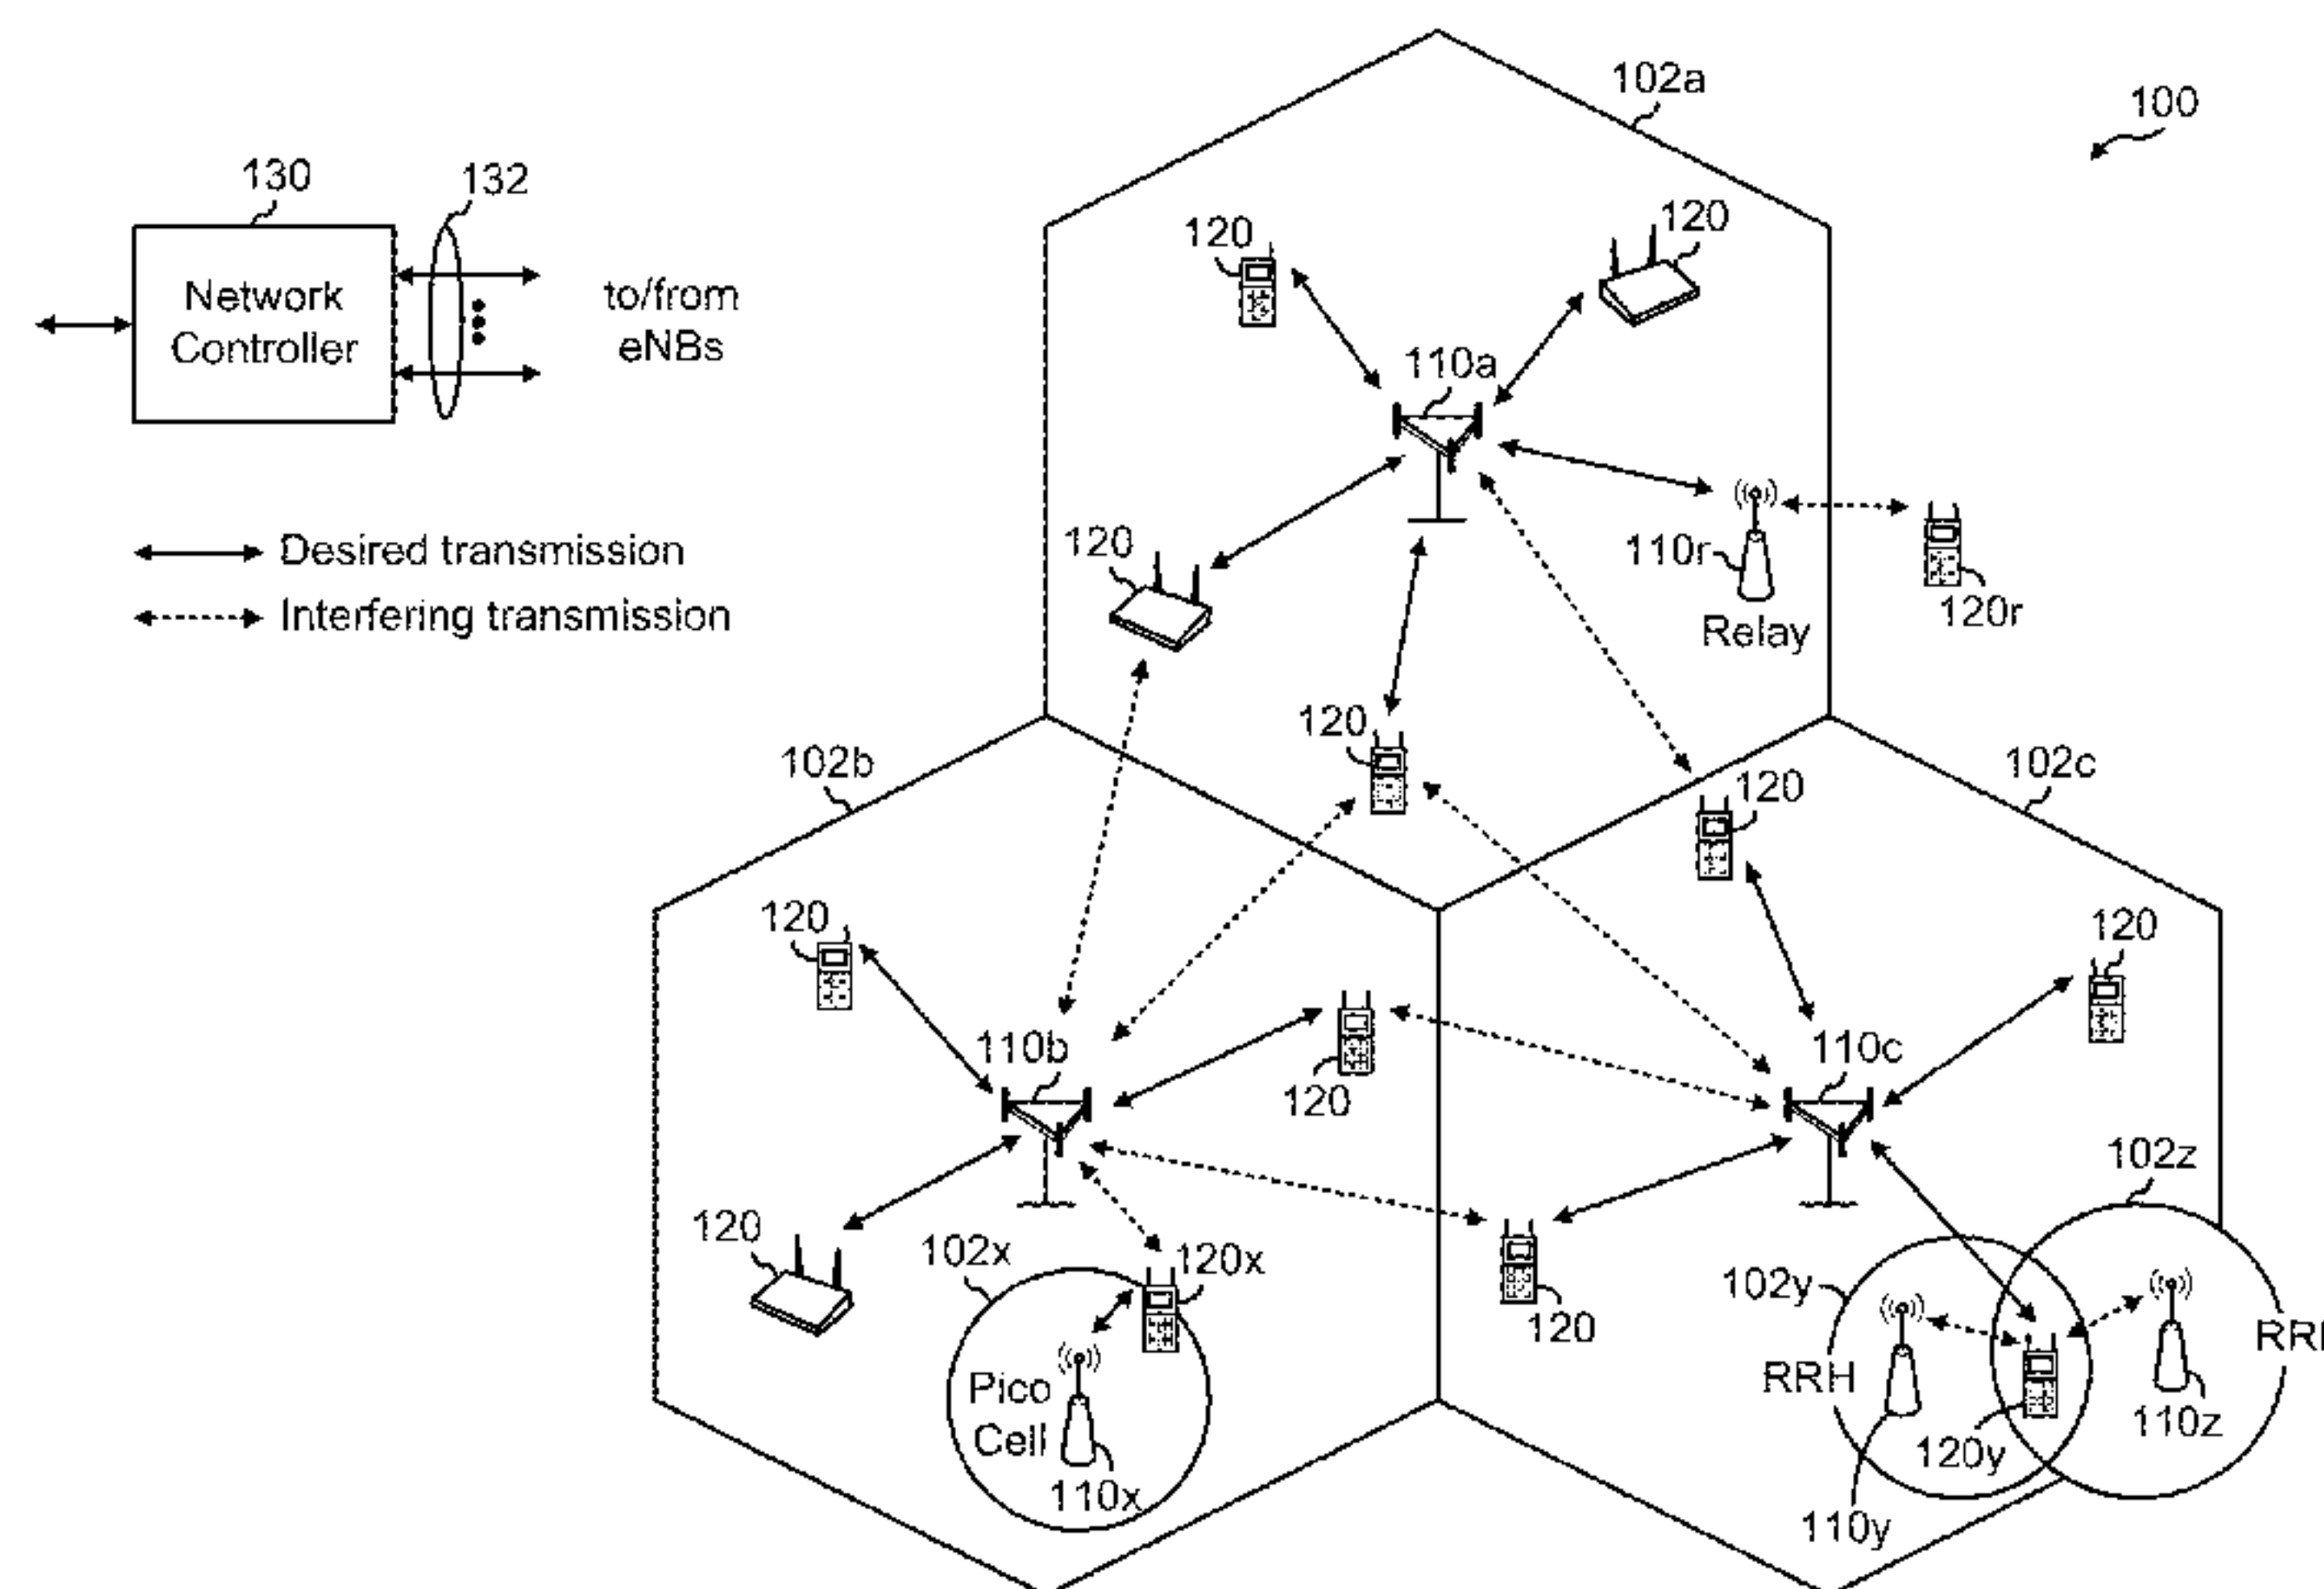 102a
100
130
132
120
120
Network
Controller
to/from
eNBs
110a
Desired transmission
Interfering transmission
120
110r
Relay
120r
120
102b
102c
120
120
120
110b
110c
120
102z
120
102x
120x
102y
120
RRH
Pico
Cell
110x
RRH
120y
110z
110y